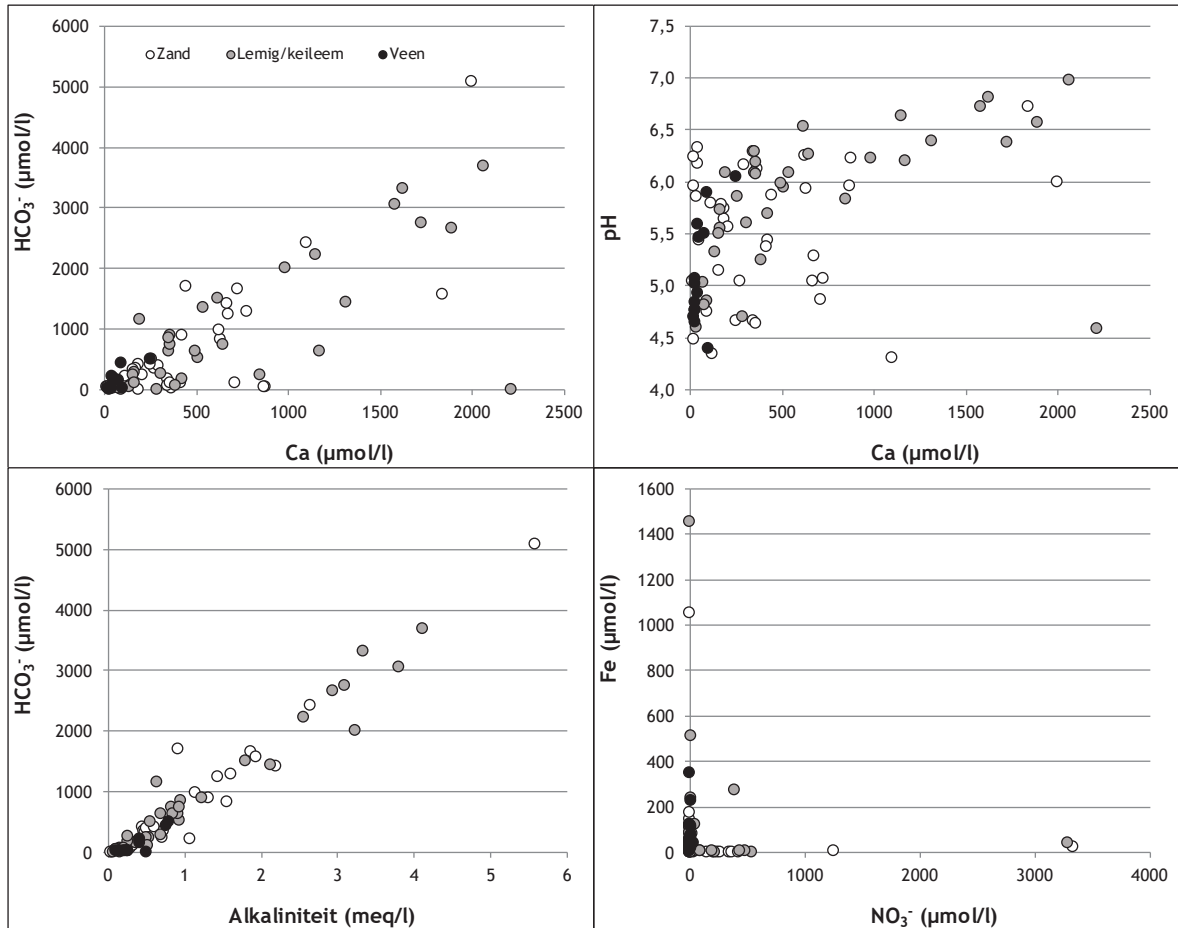 6000
5000
4000
3000
2000
1000
0
HCO₃⁻ (µmol/l)
Zand Lemig/keileem Veen
0 500 1000 1500 2000 2500
Ca (µmol/l)
7,5
7,0
6,5
6,0
5,5
5,0
4,5
4,0
pH
0 500 1000 1500 2000 2500
Ca (µmol/l)
6000
5000
4000
3000
2000
1000
0
HCO₃⁻ (µmol/l)
0 1 2 3 4 5 6
Alkaliniteit (meq/l)
1600
1400
1200
1000
800
600
400
200
0
Fe (µmol/l)
0 1000 2000 3000 4000
NO₃⁻ (µmol/l)